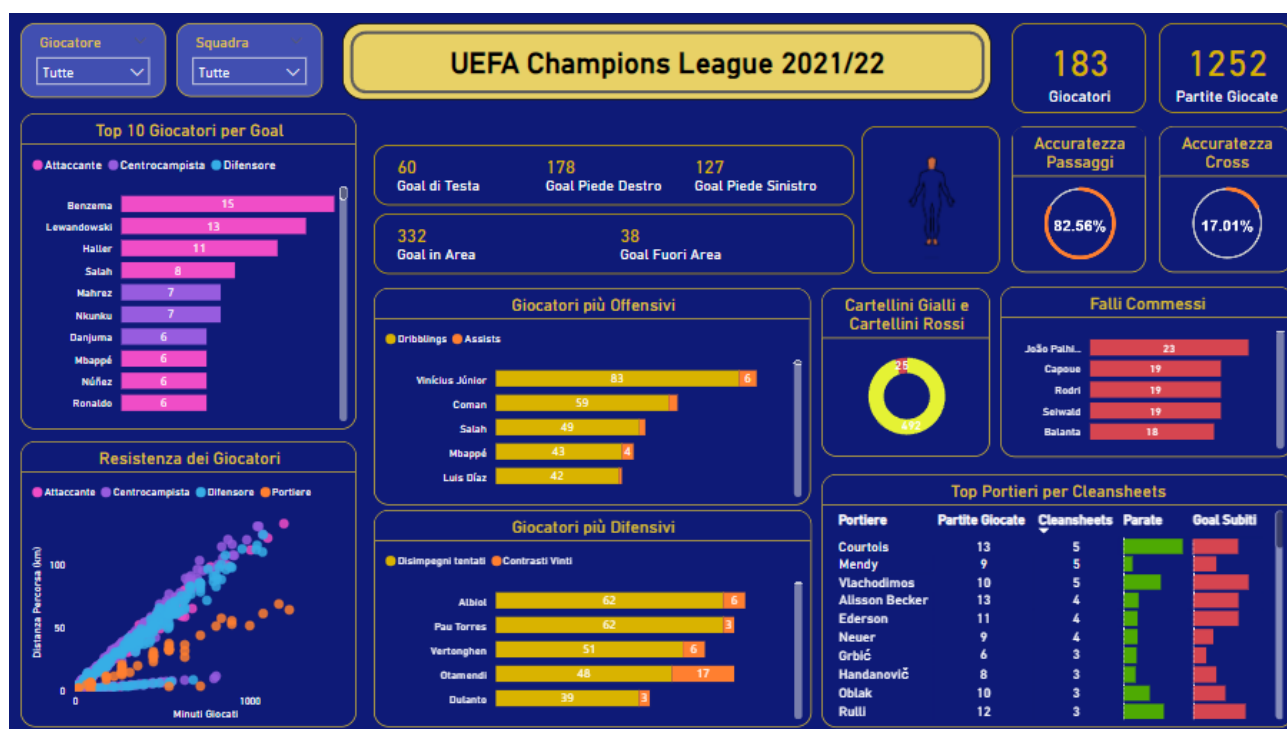 Giocatore
Tutte
Squadra
Tutte
UEFA Champions League 2021/22
183
Giocatori
1252
Partite Giocate
Top 10 Giocatori per Goal
Attaccante Centrocampista Difensore
Benzema 15
Lewandowski 13
Haller 11
Salah 8
Mahrez 7
Nkunku 7
Danjuma 6
Mbappé 6
Núñez 6
Ronaldo 6
60 178 127
Goal di Testa Goal Piede Destro Goal Piede Sinistro
332 38
Goal in Area Goal Fuori Area
Accuratezza
Passaggi
82.56%
Accuratezza
Cross
17.01%
Giocatori più Offensivi
Dribblings Assists
Vinícius Júnior 83 6
Coman 59
Salah 49
Mbappé 43 4
Luis Díaz 42
Cartellini Gialli e
Cartellini Rossi
492
Falli Commessi
João Palhi... 23
Capoue 19
Rodri 19
Seiwald 19
Balanta 18
Resistenza dei Giocatori
Attaccante Centrocampista Difensore Portiere
Distanza Percorsa (km)
100
50
0
0 1000
Minuti Giocati
Giocatori più Difensivi
Disimpegni tentati Contrasti Vinti
Albiol 62 6
Pau Torres 62 3
Vertonghen 51 6
Otamendi 48 17
Dulanto 39 3
Top Portieri per Cleansheets
Portiere Partite Giocate Cleansheets Parate Goal Subiti
Courtois 13 5
Mendy 9 5
Vlachodimos 10 5
Alisson Becker 13 4
Ederson 11 4
Neuer 9 4
Grbić 6 3
Handanovič 8 3
Oblak 10 3
Rulli 12 3